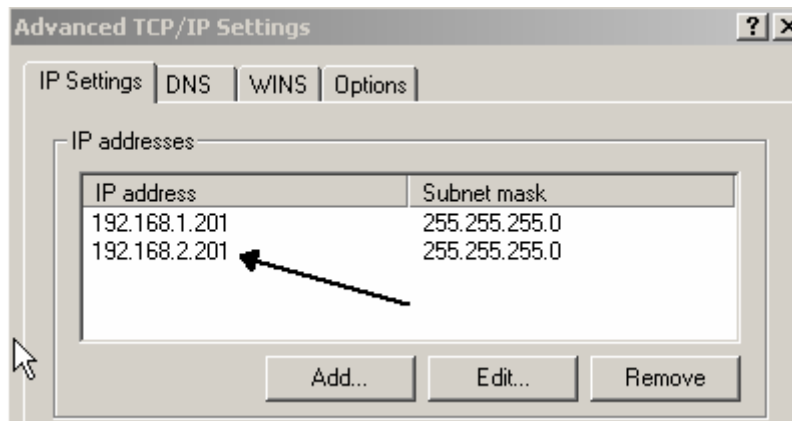 Advanced TCP/IP Settings ? X
IP Settings DNS WINS Options
IP addresses
IP address Subnet mask
192.168.1.201 255.255.255.0
192.168.2.201 255.255.255.0
Add... Edit... Remove